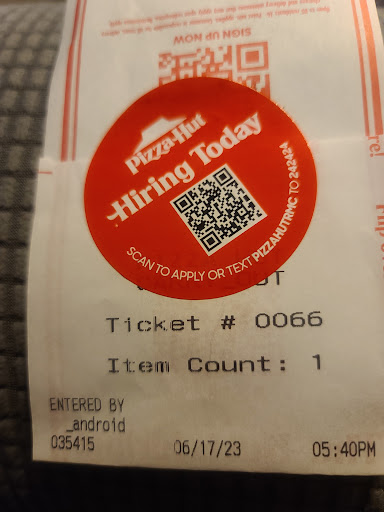 SIGN UP NOW
Pizza Hut
Hiring Today
SCAN TO APPLY OR TEXT PIZZAHUTRMC TO 242424
Ticket # 0066
Item Count: 1
ENTERED BY
_android
035415 06/17/23 05:40PM